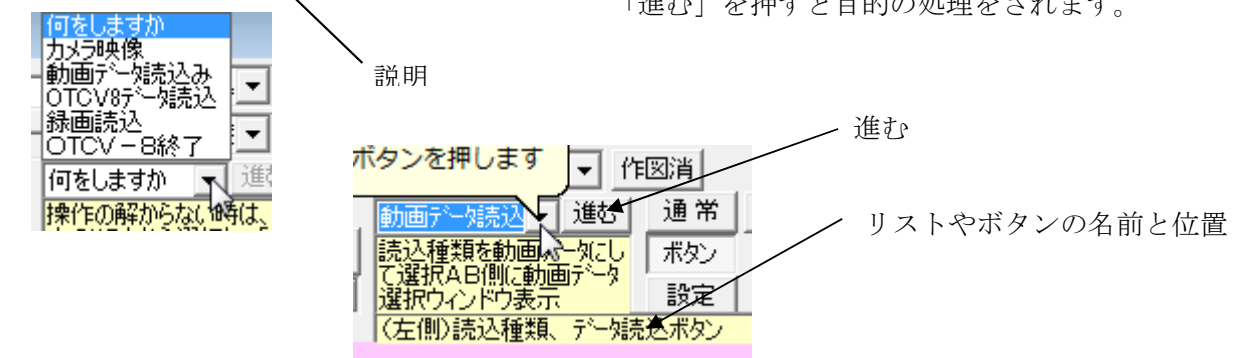 「進む」を押すと目的の処理をされます。
何をしますか
カメラ映像
動画ﾃﾞｰﾀ読込み
OTCV8ﾃﾞｰﾀ読込
録画読込
OTCV－8終了
何をしますか
進む
操作の解からない時は、
説明
進む
ボタンを押します
作図消
動画ﾃﾞｰﾀ読込
進む
通 常
リストやボタンの名前と位置
読込種類を動画ﾃﾞｰﾀにし
て選択AB側に動画ﾃﾞｰﾀ
選択ウィンドウ表示
ボタン
設定
(左側)読込種類、ﾃﾞｰﾀ読込ボタン